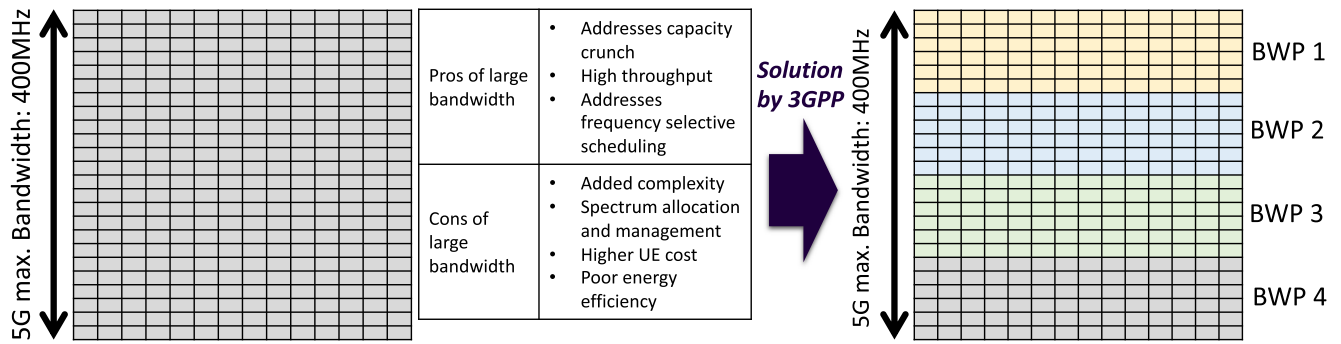 5G max. Bandwidth: 400MHz
Pros of large
bandwidth
• Addresses capacity
crunch
• High throughput
• Addresses
frequency selective
scheduling
Cons of
large
bandwidth
• Added complexity
• Spectrum allocation
and management
• Higher UE cost
• Poor energy
efficiency
Solution
by 3GPP
5G max. Bandwidth: 400MHz
BWP 1
BWP 2
BWP 3
BWP 4